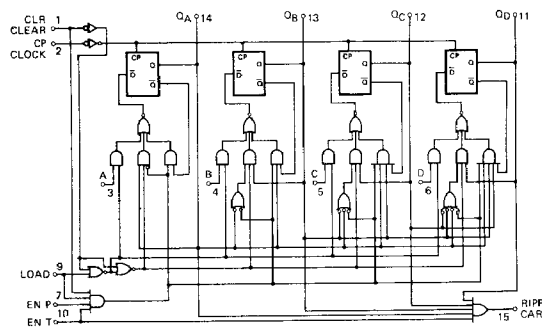 CLR 1
CLEAR
CP
CLOCK 2
QA 14
QB 13
QC 12
QD 11
CP
D
Q
Q
CP
D
Q
Q
CP
D
Q
Q
CP
D
Q
Q
A
3
B
4
C
5
D
6
LOAD 9
7
EN P
10
EN T
15
RIPP
CAR